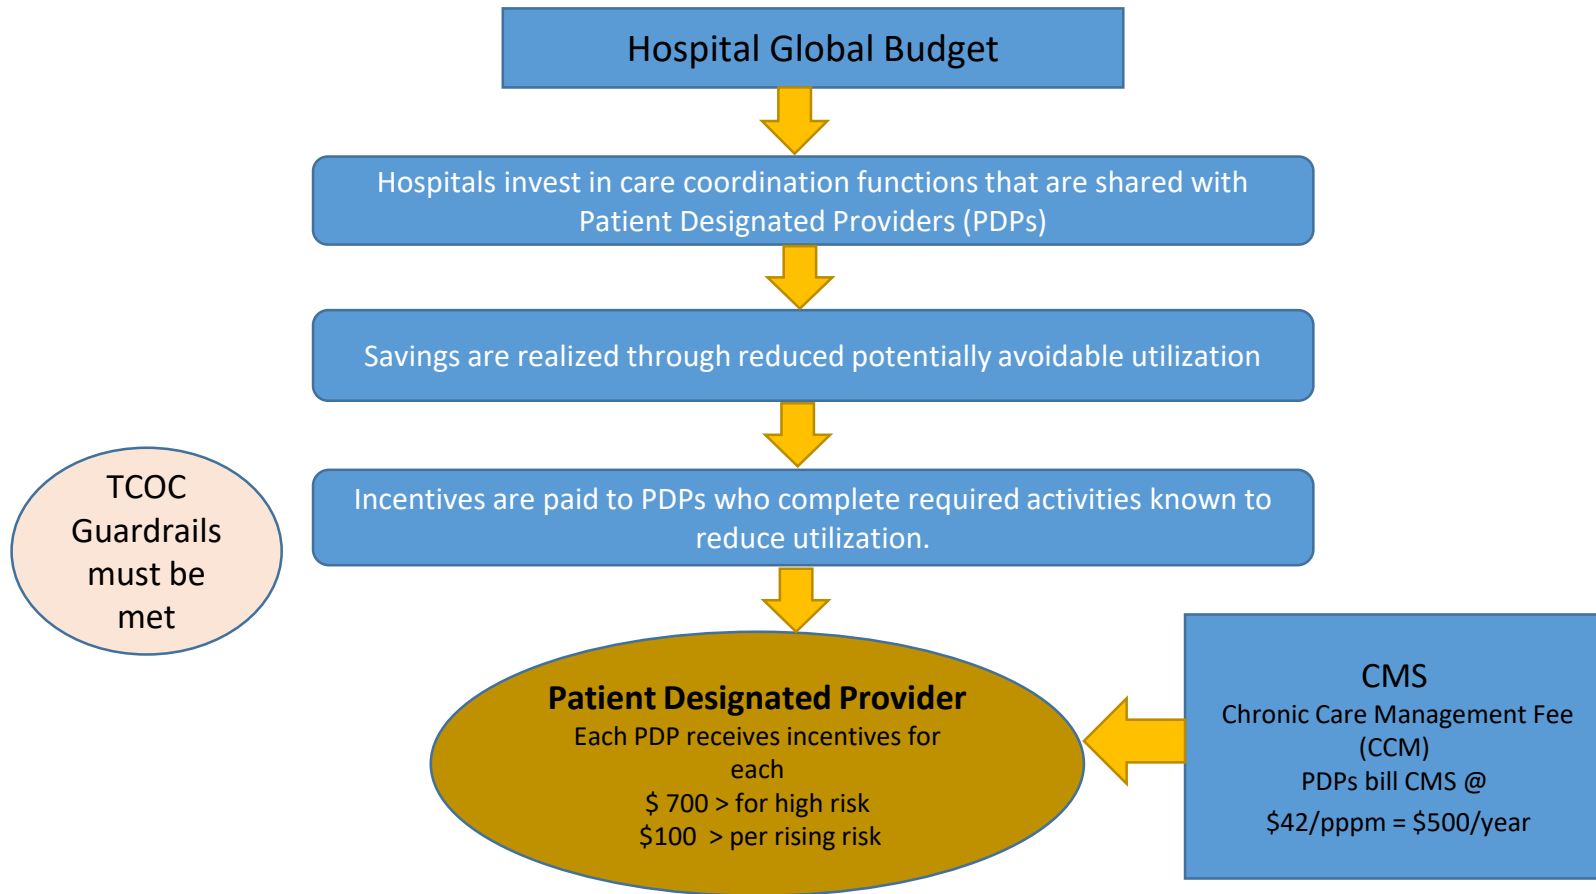 Hospital Global Budget
Hospitals invest in care coordination functions that are shared with
Patient Designated Providers (PDPs)
Savings are realized through reduced potentially avoidable utilization
TCOC
Guardrails
must be
met
Incentives are paid to PDPs who complete required activities known to
reduce utilization.
Patient Designated Provider
Each PDP receives incentives for
each
$ 700 > for high risk
$100  > per rising risk
CMS
Chronic Care Management Fee
(CCM)
PDPs bill CMS @
$42/pppm = $500/year